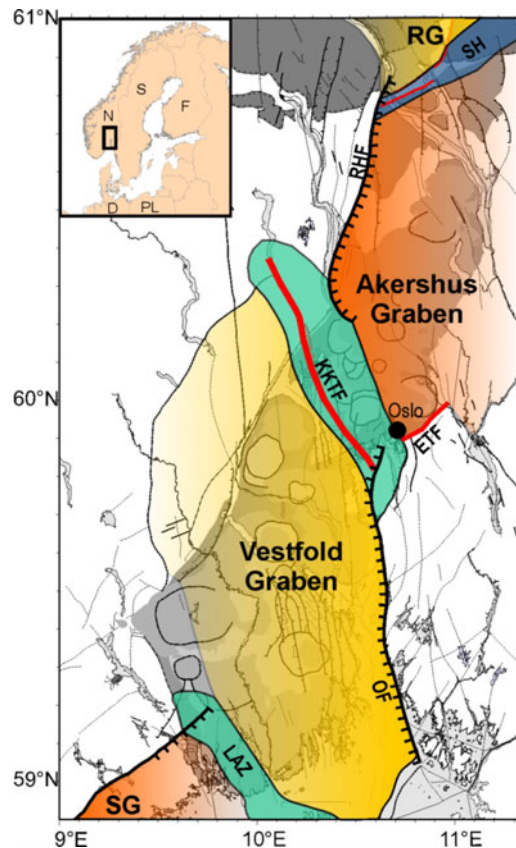 61°N
RG
SH
S
F
N
D
PL
RHF
Akershus
Graben
KKTF
60°N
Oslo
ETF
Vestfold
Graben
OF
LAZ
59°N
SG
9°E
10°E
11°E